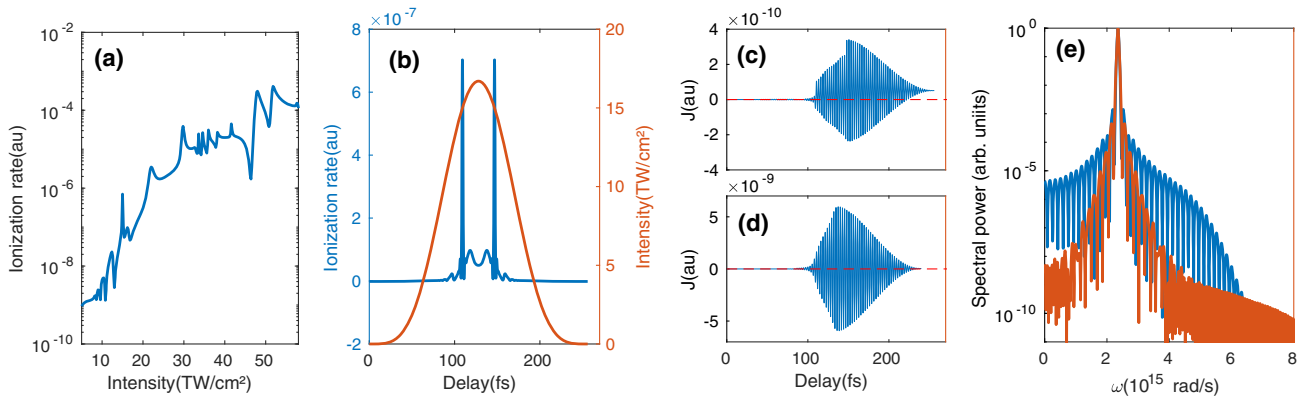 (a)
Ionization rate(au)
10⁻²
10⁻⁴
10⁻⁶
10⁻⁸
10⁻¹⁰
10 20 30 40 50
Intensity(TW/cm²)
(b)
×10⁻⁷
Ionization rate(au)
8
6
4
2
0
-2
0 100 200
Delay(fs)
20
15
10
5
0
Intensity(TW/cm²)
(c)
×10⁻¹⁰
J(au)
4
2
0
-2
-4
0 100 200
(d)
×10⁻⁹
J(au)
5
0
-5
0 100 200
Delay(fs)
(e)
Spectral power (arb. uniits)
10⁰
10⁻⁵
10⁻¹⁰
0 2 4 6 8
ω(10¹⁵ rad/s)